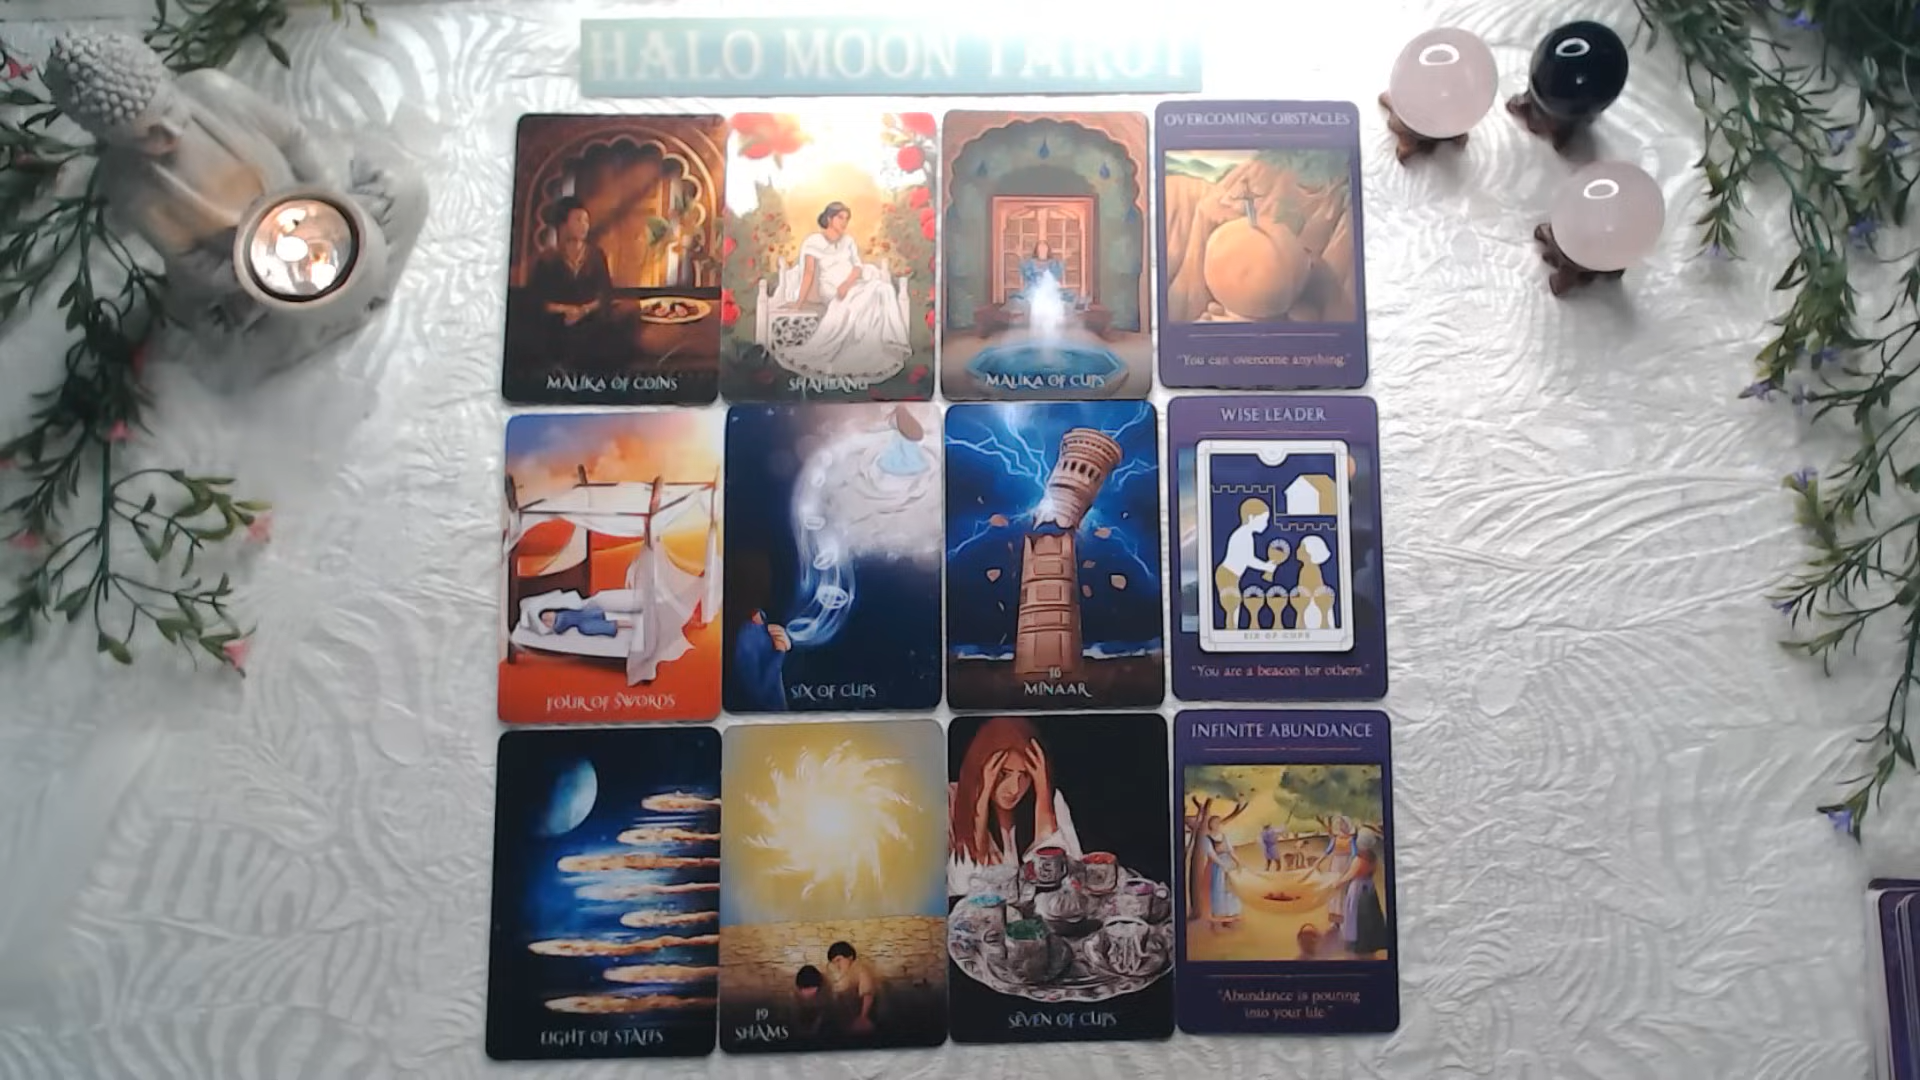 HALO MOON TAROT
MALIKA OF COINS
SHAHBANU
MALIKA OF CUPS
OVERCOMING OBSTACLES
"You can overcome anything."
FOUR OF SWORDS
SIX OF CUPS
16
MINAAR
WISE LEADER
SIX OF CUPS
"You are a beacon for others."
EIGHT OF STAFFS
19
SHAMS
SEVEN OF CUPS
INFINITE ABUNDANCE
"Abundance is pouring
into your life."